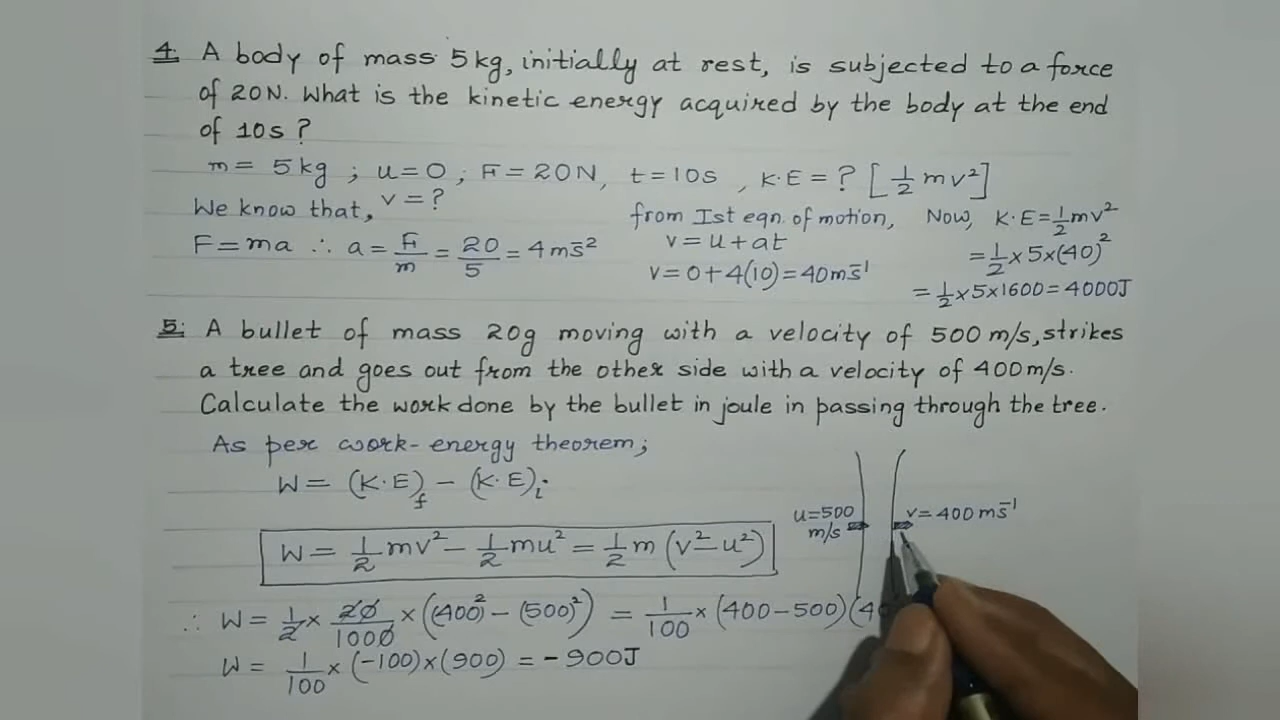 4. A body of mass 5 kg, initially at rest, is subjected to a force
of 20N. What is the kinetic energy acquired by the body at the end
of 10s ?
m = 5 kg ; u = 0 ; F = 20N, t = 10s , K.E = ? [½ mv²]
We know that, v = ?
from Ist eqn. of motion, Now, K.E = ½mv²
F = ma ∴ a = F/m = 20/5 = 4 ms⁻²
v = u + at
= ½ × 5 × (40)²
v = 0 + 4(10) = 40 ms⁻¹
= ½ × 5 × 1600 = 4000J
5. A bullet of mass 20g moving with a velocity of 500 m/s, strikes
a tree and goes out from the other side with a velocity of 400 m/s.
Calculate the work done by the bullet in joule in passing through the tree.
As per work-energy theorem;
W = (K.E)f - (K.E)i.
u = 500
m/s
v = 400 ms⁻¹
W = ½ mv² - ½ mu² = ½ m (v² - u²)
∴ W = ½ × 20/1000 × ((400² - (500)²) = 1/100 × (400 - 500)(4
W = 1/100 × (-100) × (900) = - 900J